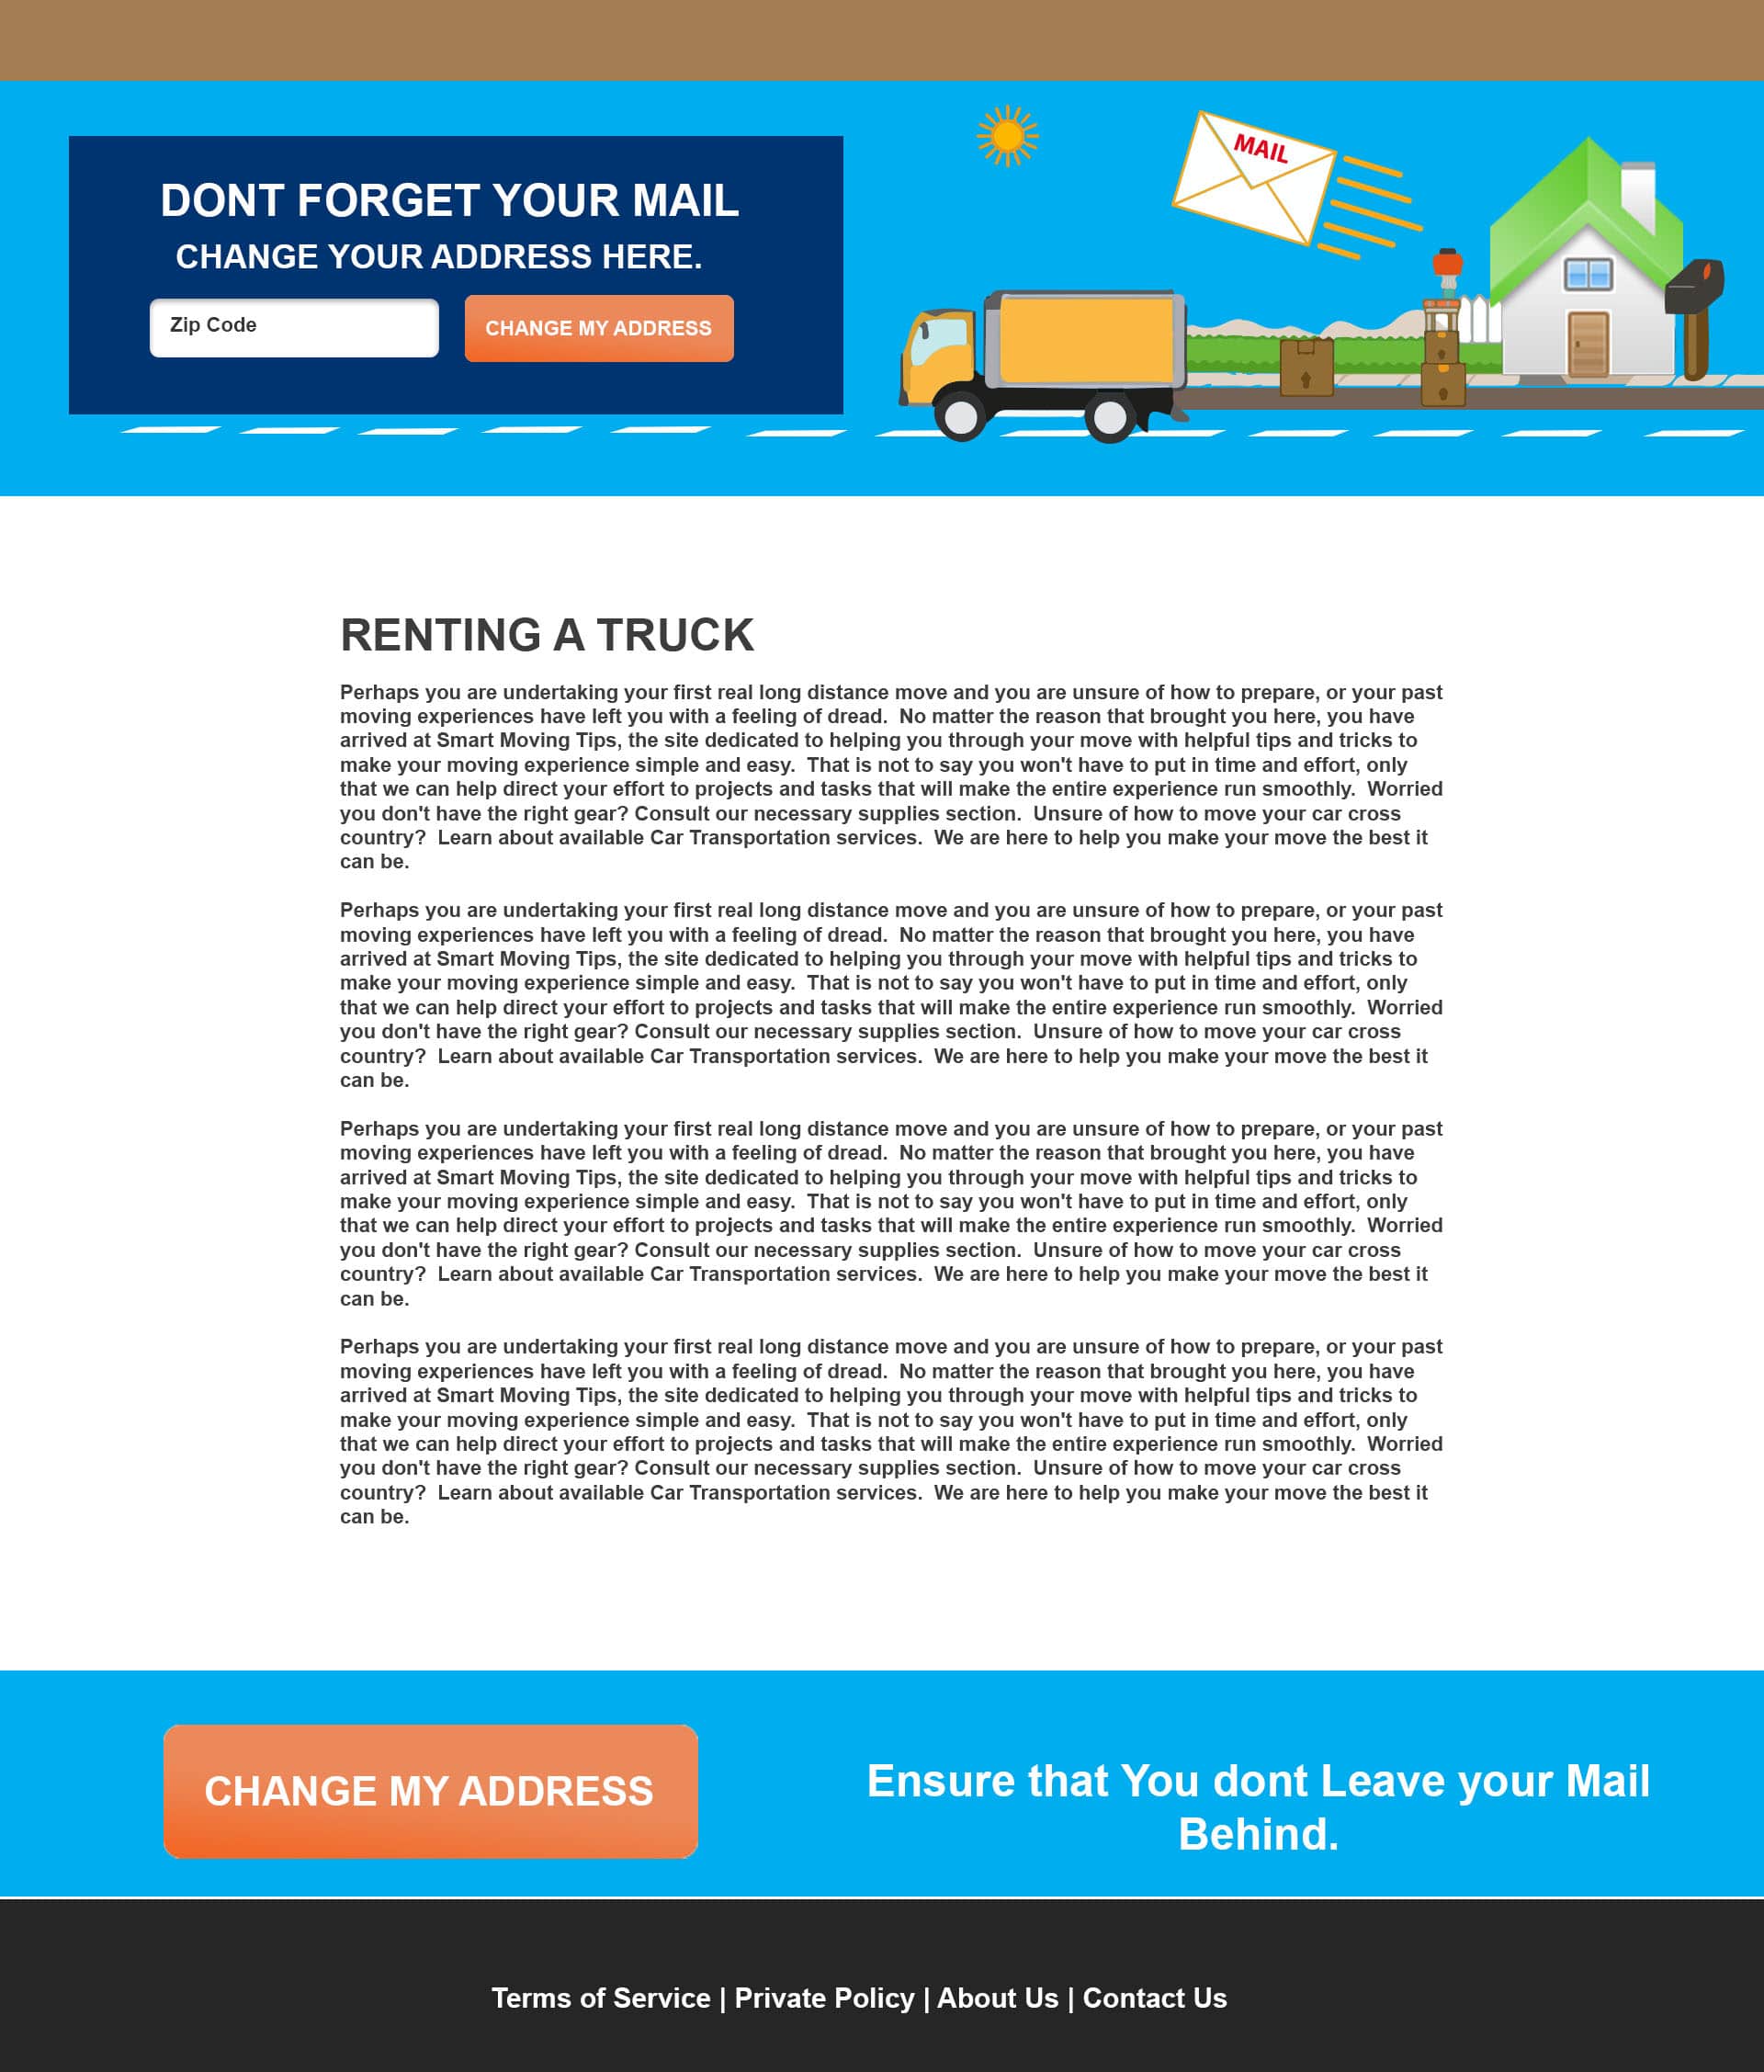 MAIL
DONT FORGET YOUR MAIL
CHANGE YOUR ADDRESS HERE.
Zip Code
CHANGE MY ADDRESS
RENTING A TRUCK
Perhaps you are undertaking your first real long distance move and you are unsure of how to prepare, or your past
moving experiences have left you with a feeling of dread.  No matter the reason that brought you here, you have
arrived at Smart Moving Tips, the site dedicated to helping you through your move with helpful tips and tricks to
make your moving experience simple and easy.  That is not to say you won't have to put in time and effort, only
that we can help direct your effort to projects and tasks that will make the entire experience run smoothly.  Worried
you don't have the right gear? Consult our necessary supplies section.  Unsure of how to move your car cross
country?  Learn about available Car Transportation services.  We are here to help you make your move the best it
can be.
Perhaps you are undertaking your first real long distance move and you are unsure of how to prepare, or your past
moving experiences have left you with a feeling of dread.  No matter the reason that brought you here, you have
arrived at Smart Moving Tips, the site dedicated to helping you through your move with helpful tips and tricks to
make your moving experience simple and easy.  That is not to say you won't have to put in time and effort, only
that we can help direct your effort to projects and tasks that will make the entire experience run smoothly.  Worried
you don't have the right gear? Consult our necessary supplies section.  Unsure of how to move your car cross
country?  Learn about available Car Transportation services.  We are here to help you make your move the best it
can be.
Perhaps you are undertaking your first real long distance move and you are unsure of how to prepare, or your past
moving experiences have left you with a feeling of dread.  No matter the reason that brought you here, you have
arrived at Smart Moving Tips, the site dedicated to helping you through your move with helpful tips and tricks to
make your moving experience simple and easy.  That is not to say you won't have to put in time and effort, only
that we can help direct your effort to projects and tasks that will make the entire experience run smoothly.  Worried
you don't have the right gear? Consult our necessary supplies section.  Unsure of how to move your car cross
country?  Learn about available Car Transportation services.  We are here to help you make your move the best it
can be.
Perhaps you are undertaking your first real long distance move and you are unsure of how to prepare, or your past
moving experiences have left you with a feeling of dread.  No matter the reason that brought you here, you have
arrived at Smart Moving Tips, the site dedicated to helping you through your move with helpful tips and tricks to
make your moving experience simple and easy.  That is not to say you won't have to put in time and effort, only
that we can help direct your effort to projects and tasks that will make the entire experience run smoothly.  Worried
you don't have the right gear? Consult our necessary supplies section.  Unsure of how to move your car cross
country?  Learn about available Car Transportation services.  We are here to help you make your move the best it
can be.
CHANGE MY ADDRESS
Ensure that You dont Leave your Mail
Behind.
Terms of Service | Private Policy | About Us | Contact Us